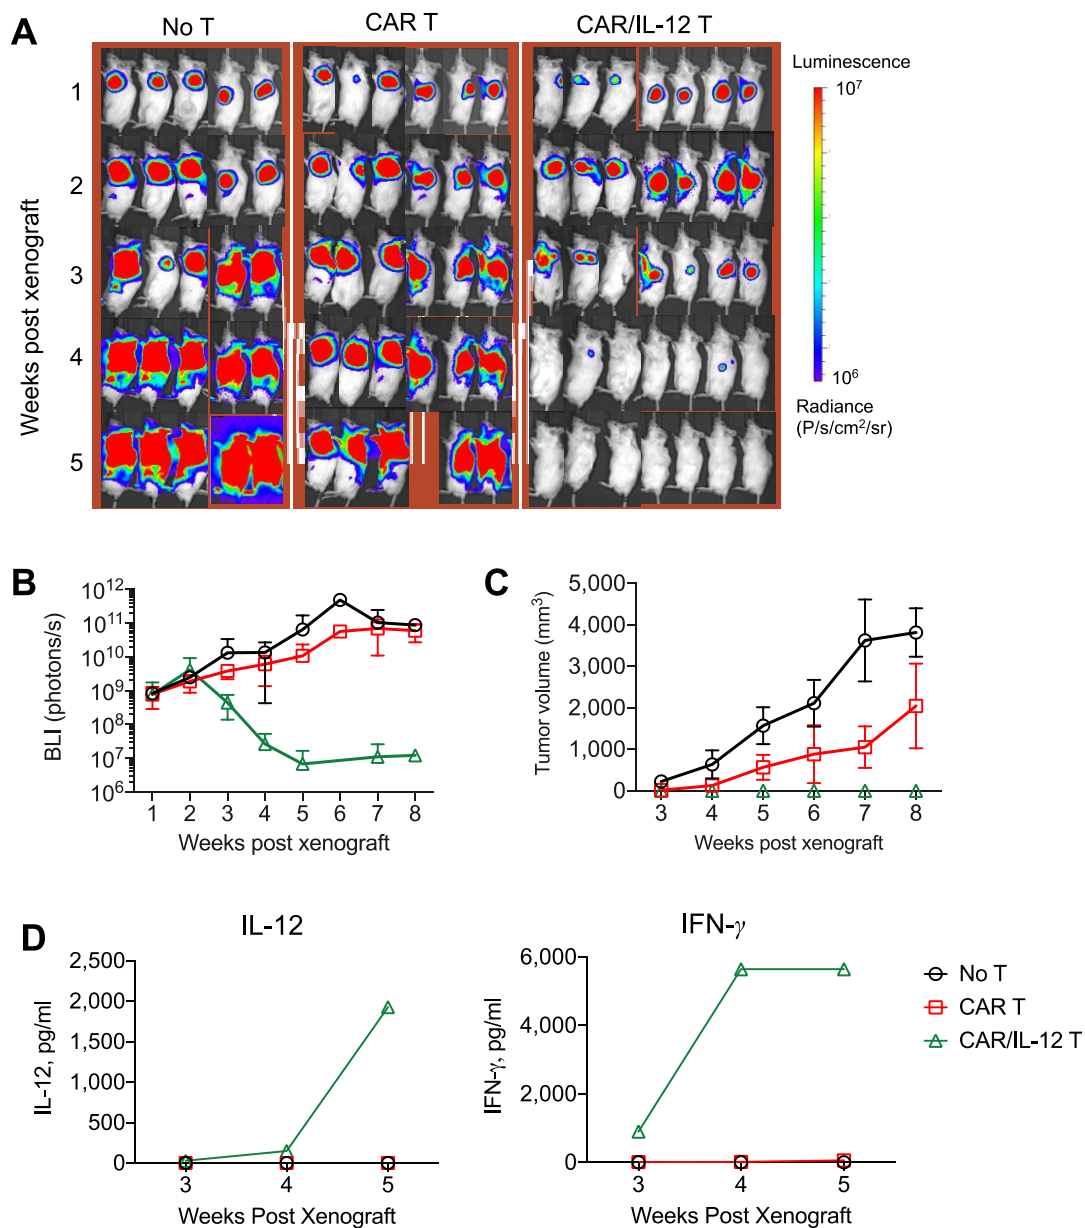 A
No T
CAR T
CAR/IL-12 T
Weeks post xenograft
1
2
3
4
5
Luminescence
10⁷
10⁶
Radiance
(P/s/cm²/sr)
B
BLI (photons/s)
10¹²
10¹¹
10¹⁰
10⁹
10⁸
10⁷
10⁶
1 2 3 4 5 6 7 8
Weeks post xenograft
C
Tumor volume (mm³)
5,000
4,000
3,000
2,000
1,000
0
3 4 5 6 7 8
Weeks post xenograft
D
IL-12
IL-12, pg/ml
2,500
2,000
1,500
1,000
500
0
3 4 5
Weeks Post Xenograft
IFN-γ
IFN-γ, pg/ml
6,000
4,000
2,000
0
3 4 5
Weeks Post Xenograft
No T
CAR T
CAR/IL-12 T